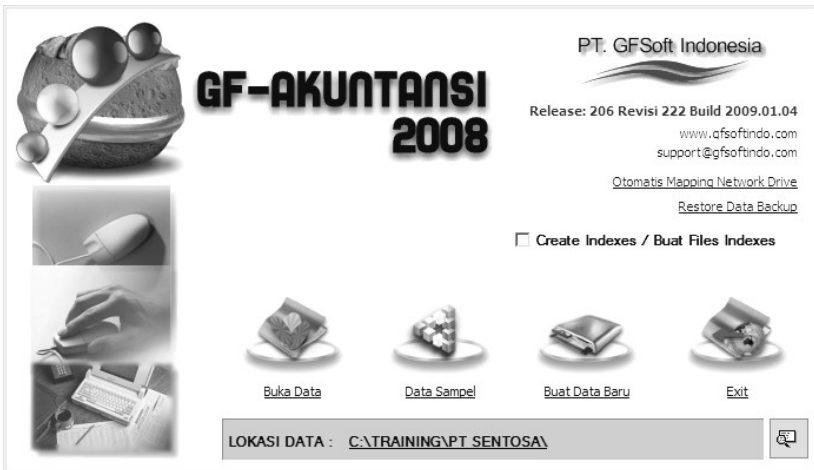 GF-AKUNTANSI
2008
PT. GFSoft Indonesia
Release: 206 Revisi 222 Build 2009.01.04
www.gfsoftindo.com
support@gfsoftindo.com
Otomatis Mapping Network Drive
Restore Data Backup
Create Indexes / Buat Files Indexes
Buka Data
Data Sampel
Buat Data Baru
Exit
LOKASI DATA : C:\TRAINING\PT SENTOSA\